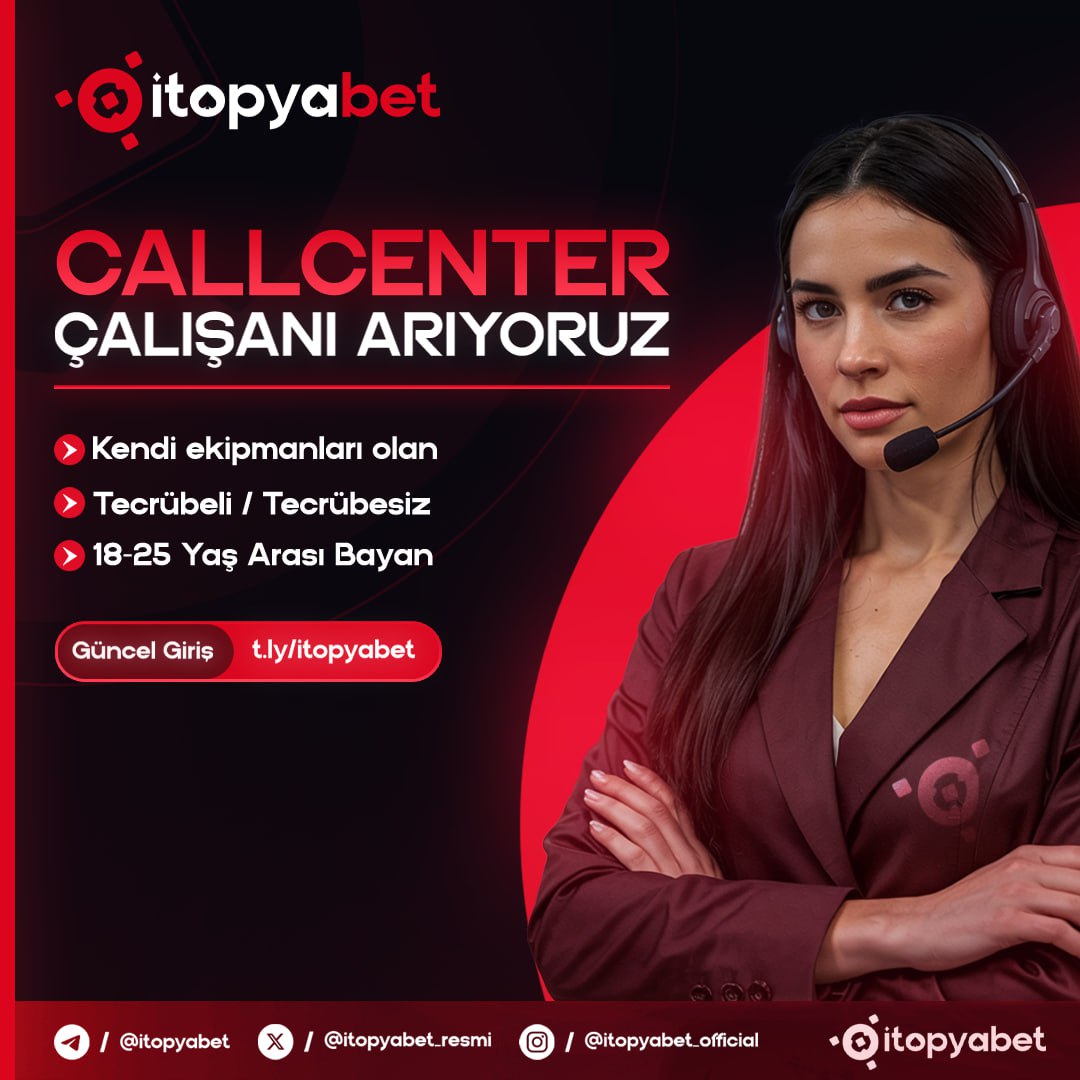 itopyabet
CALLCENTER
ÇALIŞANI ARIYORUZ
Kendi ekipmanları olan
Tecrübeli / Tecrübesiz
18-25 Yaş Arası Bayan
Güncel Giriş t.ly/itopyabet
/ @itopyabet / @itopyabet_resmi / @itopyabet_official itopyabet